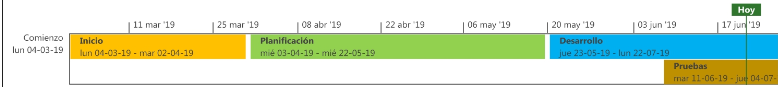 Hoy
11 mar '19 25 mar '19 08 abr '19 22 abr '19 06 may '19 20 may '19 03 jun '19 17 jun '19
Comienzo
lun 04-03-19
Inicio
lun 04-03-19 - mar 02-04-19
Planificación
mié 03-04-19 - mié 22-05-19
Desarrollo
jue 23-05-19 - lun 22-07-19
Pruebas
mar 11-06-19 - jue 04-07-